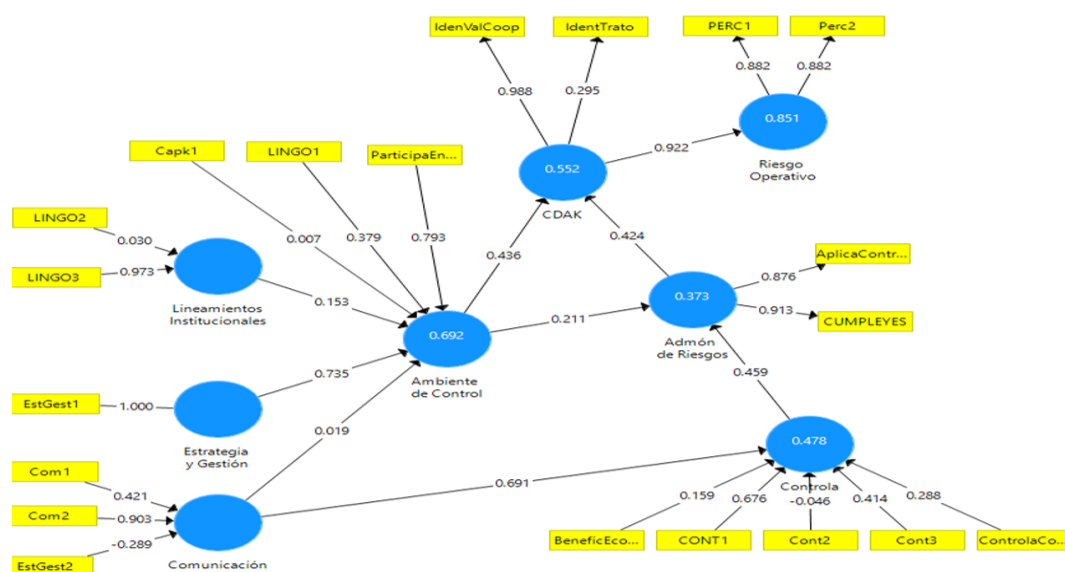 IdenValCoop
IdentTrato
PERC1
Perc2
0.988
0.295
0.882
0.882
0.851
Riesgo
Operativo
0.922
0.552
CDAK
Capk1
LINGO1
ParticipaEn...
0.007
0.379
0.793
LINGO2
0.030
LINGO3
0.973
Lineamientos
Institucionales
0.153
0.436
0.424
0.692
Ambiente
de Control
0.211
0.373
Admón
de Riesgos
0.876
AplicaContr...
0.913
CUMPLEYES
0.459
EstGest1
1.000
Estrategia
y Gestión
0.735
0.019
Com1
0.421
Com2
0.903
-0.289
EstGest2
Comunicación
0.691
0.478
Controla
0.159
0.676
-0.046
0.414
0.288
BeneficEco...
CONT1
Cont2
Cont3
ControlaCo...